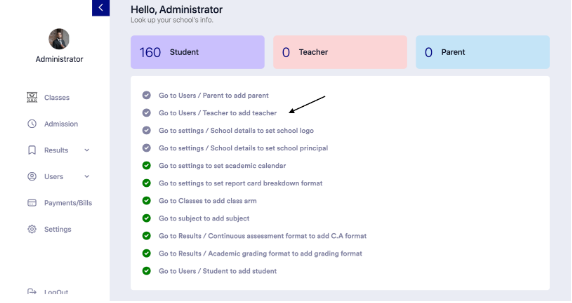 Hello, Administrator
Look up your school's info.
Administrator
160 Student
0 Teacher
0 Parent
Classes
Admission
Results
Users
Payments/Bills
Settings
LogOut
Go to Users / Parent to add parent
Go to Users / Teacher to add teacher
Go to settings / School details to set school logo
Go to settings / School details to set school principal
Go to settings to set academic calendar
Go to settings to set report card breakdown format
Go to Classes to add class arm
Go to subject to add subject
Go to Results / Continuous assessment format to add C.A format
Go to Results / Academic grading format to add grading format
Go to Users / Student to add student